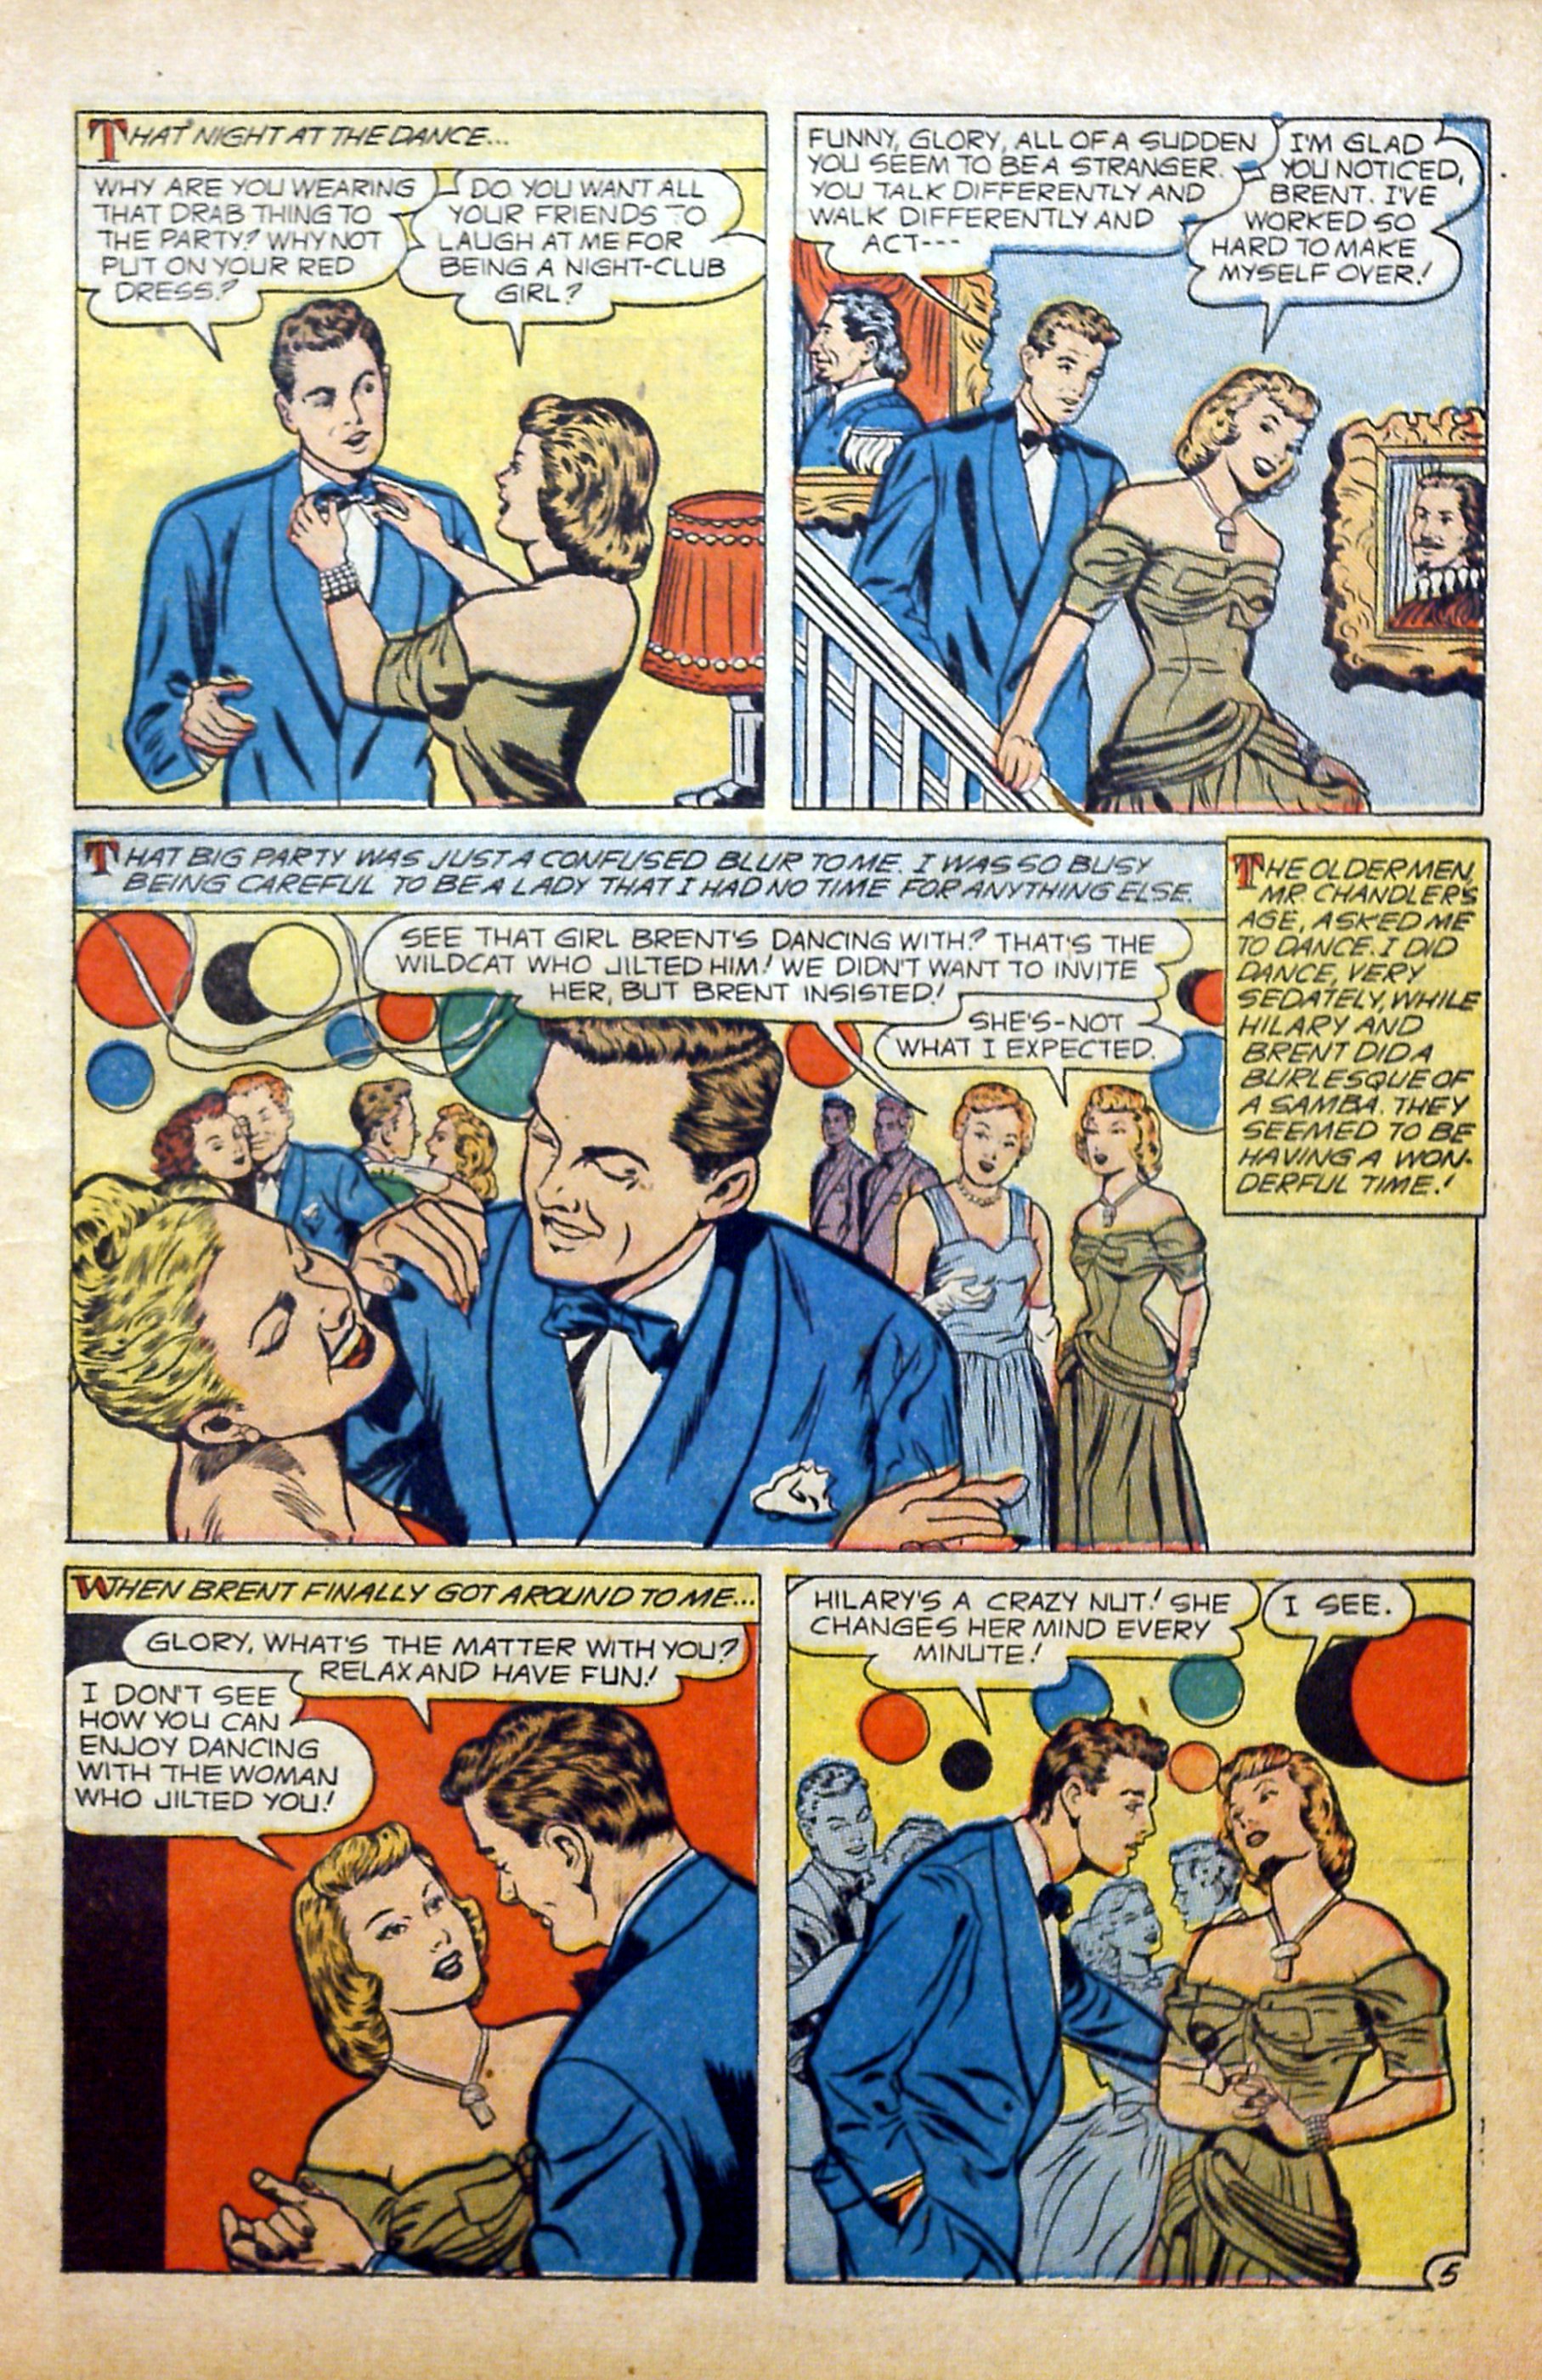 THAT NIGHT AT THE DANCE...
WHY ARE YOU WEARING
THAT DRAB THING TO
THE PARTY? WHY NOT
PUT ON YOUR RED
DRESS?
DO YOU WANT ALL
YOUR FRIENDS TO
LAUGH AT ME FOR
BEING A NIGHT-CLUB
GIRL?
FUNNY, GLORY, ALL OF A SUDDEN
YOU SEEM TO BE A STRANGER.
YOU TALK DIFFERENTLY AND
WALK DIFFERENTLY AND
ACT---
I'M GLAD
YOU NOTICED,
BRENT. I'VE
WORKED SO
HARD TO MAKE
MYSELF OVER!
THAT BIG PARTY WAS JUST A CONFUSED BLUR TO ME. I WAS SO BUSY
BEING CAREFUL TO BE A LADY THAT I HAD NO TIME FOR ANYTHING ELSE.
SEE THAT GIRL BRENT'S DANCING WITH? THAT'S THE
WILDCAT WHO JILTED HIM! WE DIDN'T WANT TO INVITE
HER, BUT BRENT INSISTED!
SHE'S-NOT
WHAT I EXPECTED.
THE OLDER MEN,
MR. CHANDLER'S
AGE, ASKED ME
TO DANCE. I DID
DANCE, VERY
SEDATELY, WHILE
HILARY AND
BRENT DID A
BURLESQUE OF
A SAMBA. THEY
SEEMED TO BE
HAVING A WON-
DERFUL TIME!
WHEN BRENT FINALLY GOT AROUND TO ME...
GLORY, WHAT'S THE MATTER WITH YOU?
RELAX AND HAVE FUN!
I DON'T SEE
HOW YOU CAN
ENJOY DANCING
WITH THE WOMAN
WHO JILTED YOU!
HILARY'S A CRAZY NUT! SHE
CHANGES HER MIND EVERY
MINUTE!
I SEE.
5